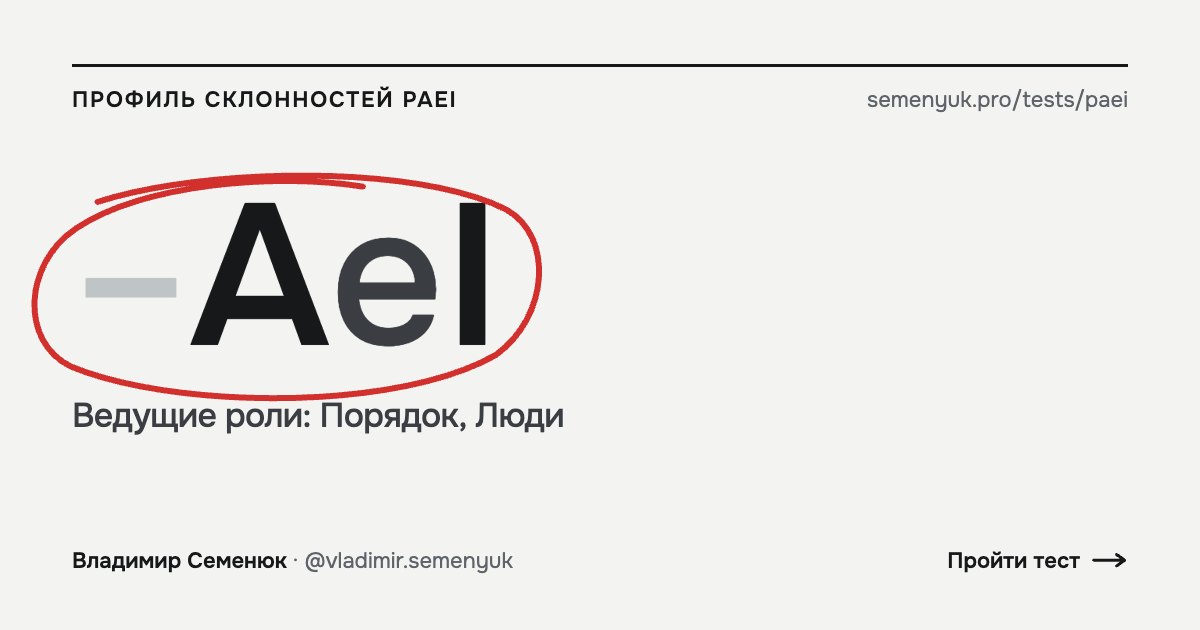 ПРОФИЛЬ СКЛОННОСТЕЙ PAEI
semenyuk.pro/tests/paei
–AeI
Ведущие роли: Порядок, Люди
Владимир Семенюк · @vladimir.semenyuk
Пройти тест →